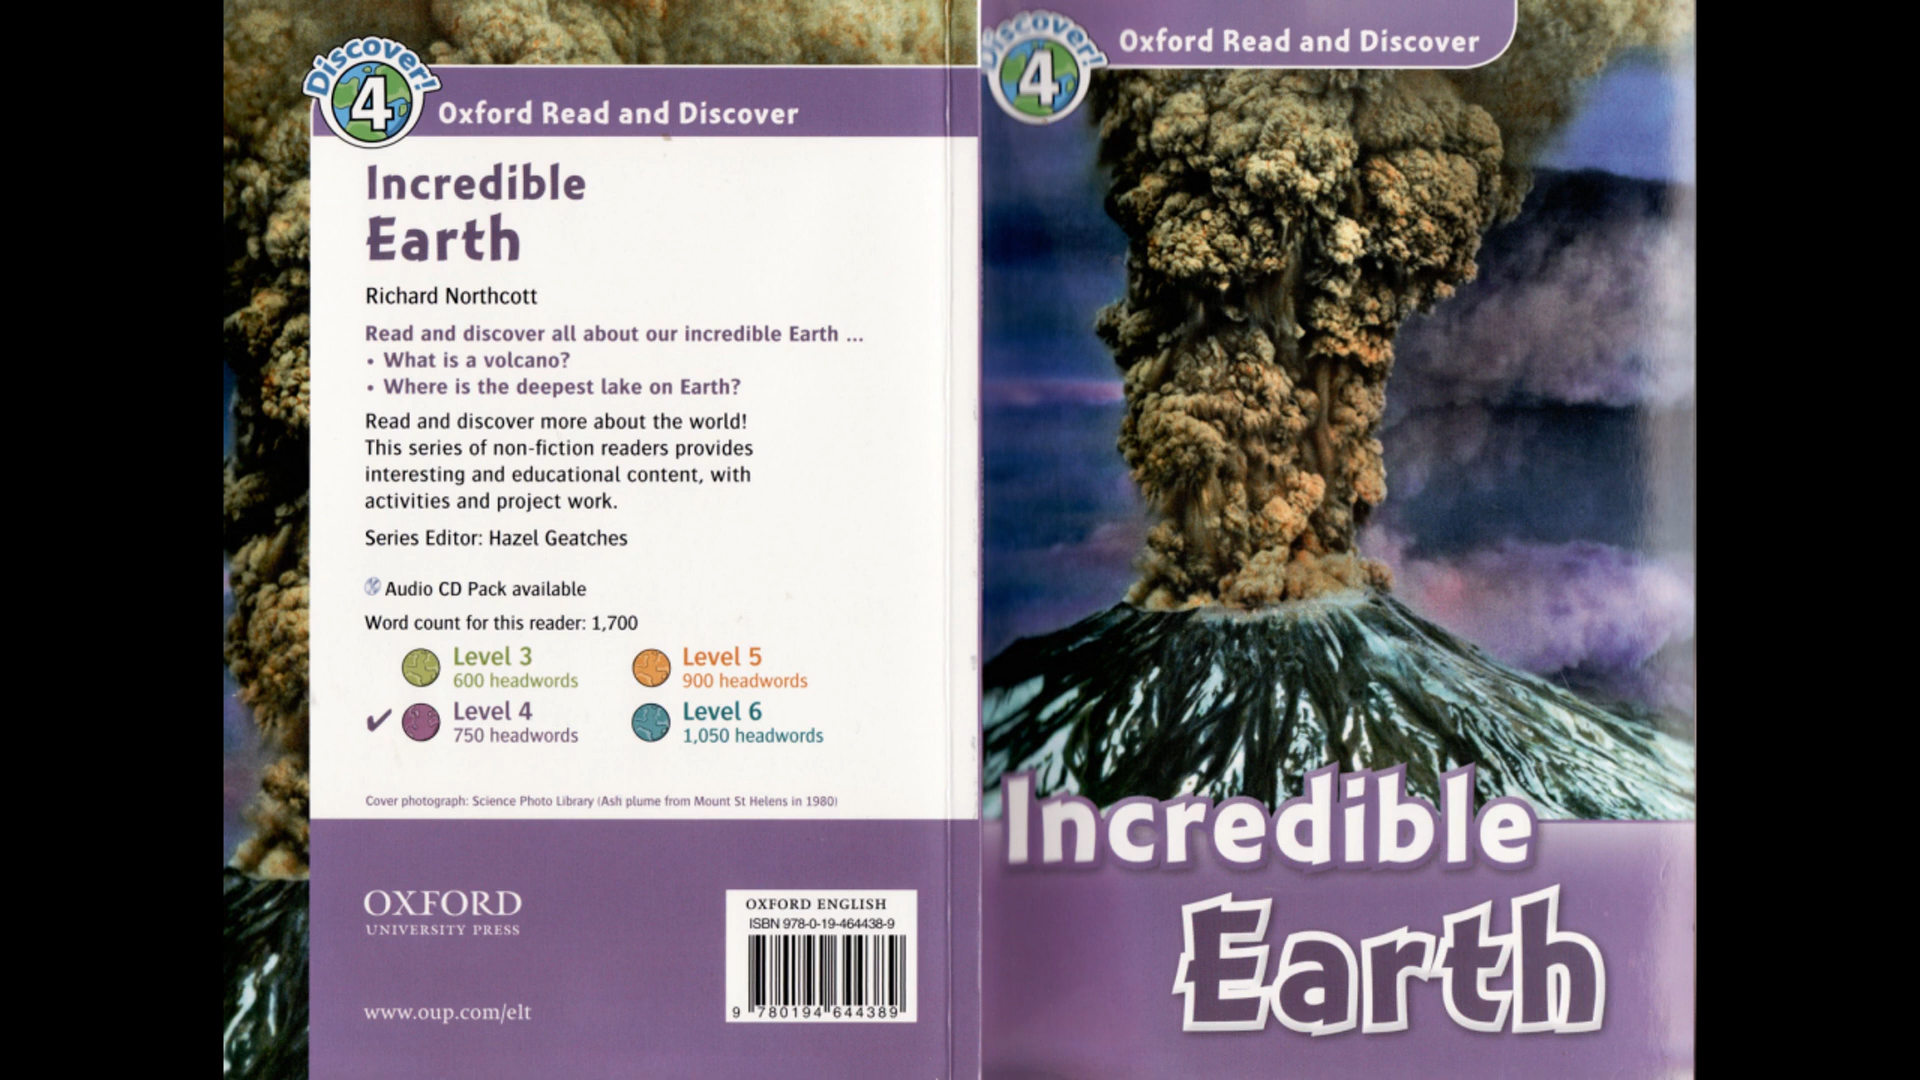 Discover!
4
Oxford Read and Discover
Incredible
Earth
Richard Northcott
Read and discover all about our incredible Earth ...
• What is a volcano?
• Where is the deepest lake on Earth?
Read and discover more about the world!
This series of non-fiction readers provides
interesting and educational content, with
activities and project work.
Series Editor: Hazel Geatches
Audio CD Pack available
Word count for this reader: 1,700
Level 3
600 headwords
Level 4
750 headwords
Level 5
900 headwords
Level 6
1,050 headwords
Cover photograph: Science Photo Library (Ash plume from Mount St Helens in 1980)
OXFORD
UNIVERSITY PRESS
www.oup.com/elt
OXFORD ENGLISH
ISBN 978-0-19-464438-9
9 780194 644389
Discover!
4
Oxford Read and Discover
Incredible
Earth